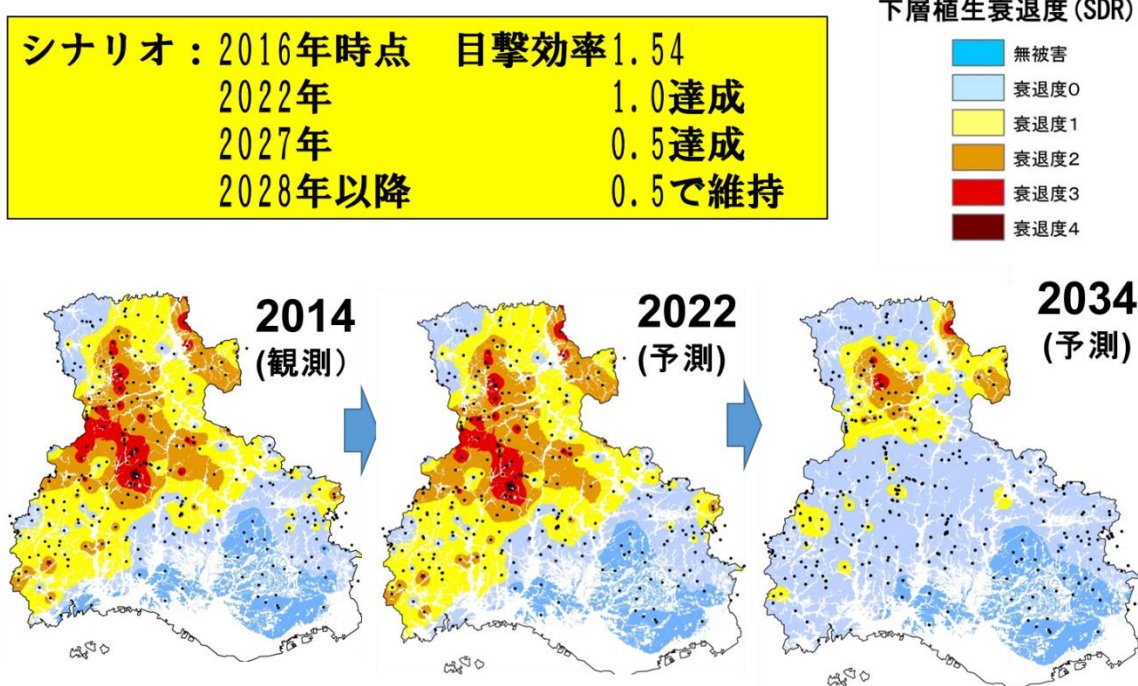 シナリオ：2016年時点　目撃効率1.54
2022年　1.0達成
2027年　0.5達成
2028年以降　0.5で維持
下層植生衰退度(SDR)
無被害
衰退度0
衰退度1
衰退度2
衰退度3
衰退度4
2014
(観測)
2022
(予測)
2034
(予測)